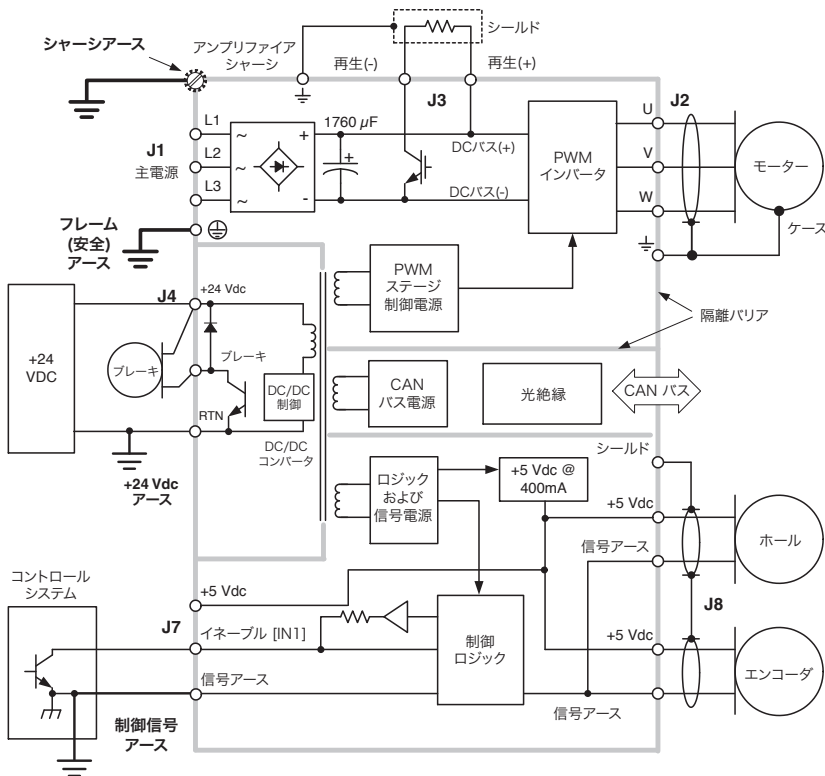 シールド
シャーシアース
アンプリファイア
シャーシ
再生(-)
再生(+)
J3
J2
L1
L2
L3
~
~
~
+
-
1760 µF
+
DCバス(+)
DCバス(-)
J1
主電源
PWM
インバータ
U
V
W
モーター
ケース
フレーム
(安全)
アース
J4
+24 Vdc
PWM
ステージ
制御電源
隔離バリア
+24
VDC
ブレーキ
ブレーキ
RTN
DC/DC
制御
DC/DC
コンバータ
CAN
バス電源
光絶縁
CAN バス
+24 Vdc
アース
シールド
ロジック
および
信号電源
+5 Vdc @
400mA
+5 Vdc
信号アース
ホール
コントロール
システム
+5 Vdc
J7
イネーブル [IN1]
信号アース
制御
ロジック
J8
+5 Vdc
信号アース
エンコーダ
制御信号
アース